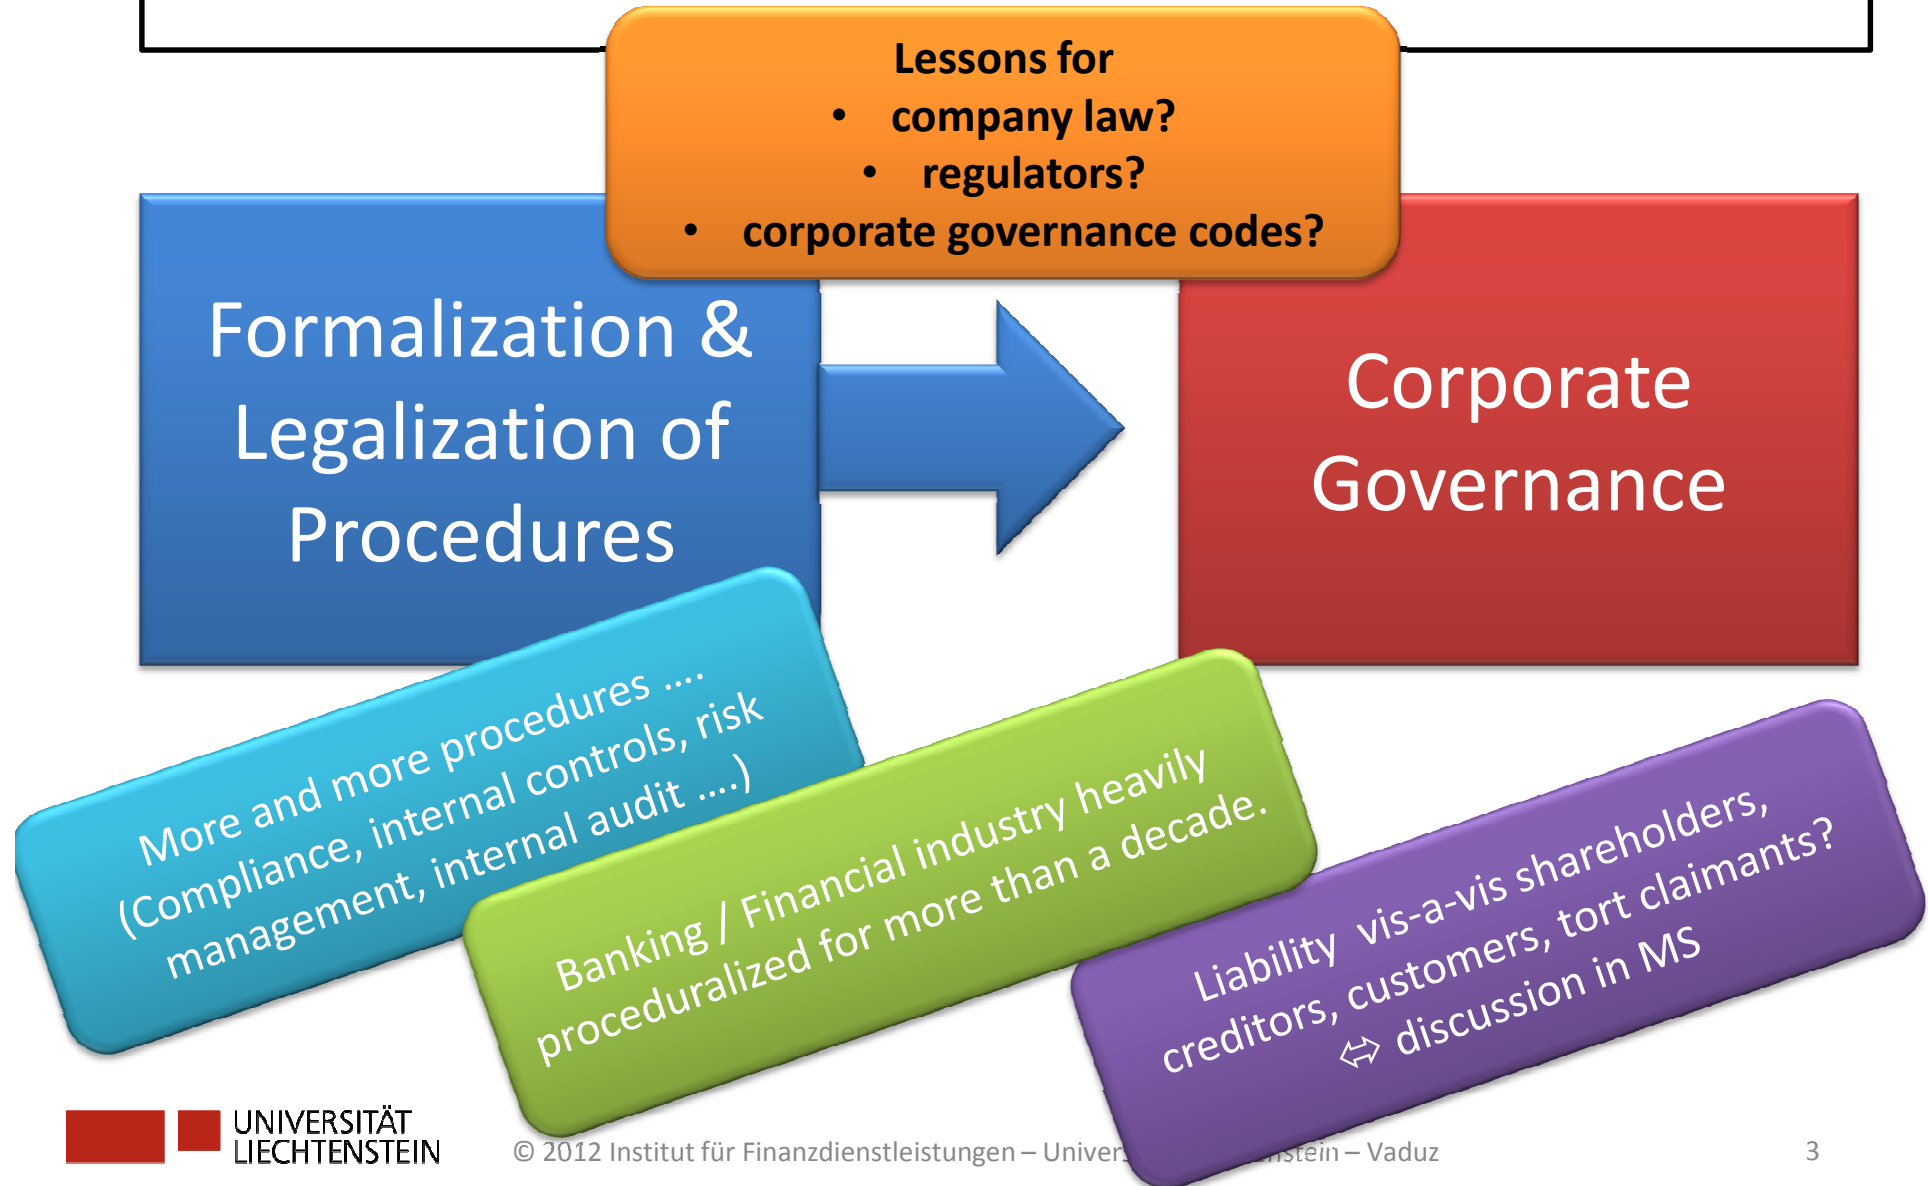 Lessons for
• company law?
• regulators?
• corporate governance codes?
Formalization &
Legalization of
Procedures
Corporate
Governance
More and more procedures ....
(Compliance, internal controls, risk
management, internal audit ....)
Banking / Financial industry heavily
proceduralized for more than a decade.
Liability vis-a-vis shareholders,
creditors, customers, tort claimants?
⬄ discussion in MS
UNIVERSITÄT
LIECHTENSTEIN
© 2012 Institut für Finanzdienstleistungen – – Vaduz
3